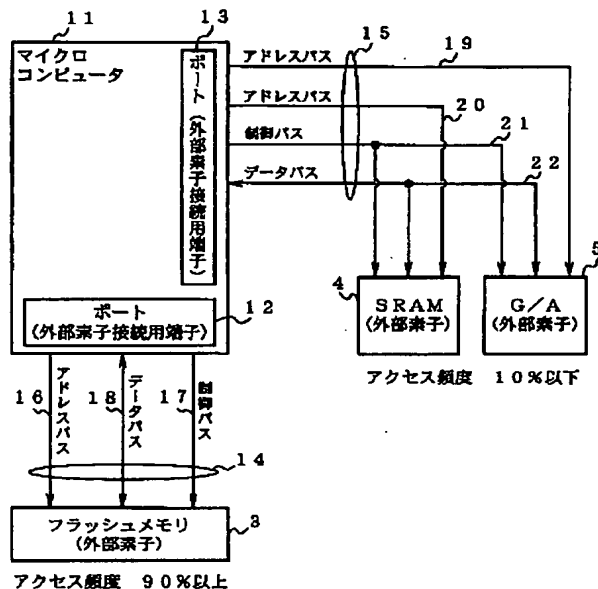 11
13
15
19
マイクロ
コンピュータ
ポート(外部素子接続用端子)
アドレスバス
アドレスバス
20
制御バス
21
データバス
22
4
SRAM
(外部素子)
5
G/A
(外部素子)
アクセス頻度 10%以下
ポート
(外部素子接続用端子)
12
16
アドレスバス
18
データバス
17
制御バス
14
フラッシュメモリ
(外部素子)
3
アクセス頻度 90%以上